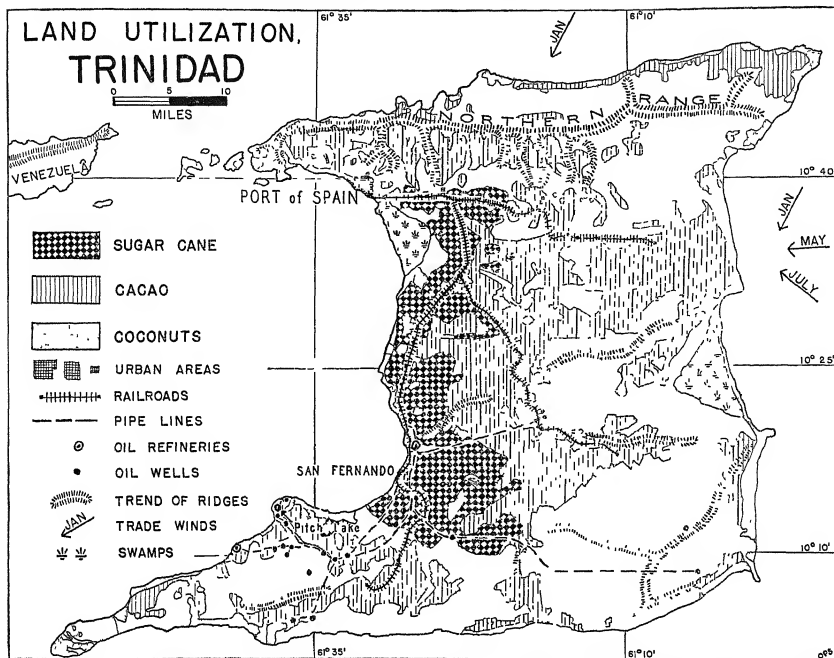 LAND UTILIZATION,
TRINIDAD
0 5 10
MILES
61° 35'
61° 10'
JAN
NORTHERN RANGE
VENEZUELA
10° 40'
PORT of SPAIN
JAN
MAY
JULY
SUGAR CANE
CACAO
COCONUTS
URBAN AREAS
10° 25'
RAILROADS
PIPE LINES
OIL REFINERIES
OIL WELLS
SAN FERNANDO
TREND OF RIDGES
Pitch Lake
JAN
TRADE WINDS
SWAMPS
10° 10'
61° 35'
61° 10'